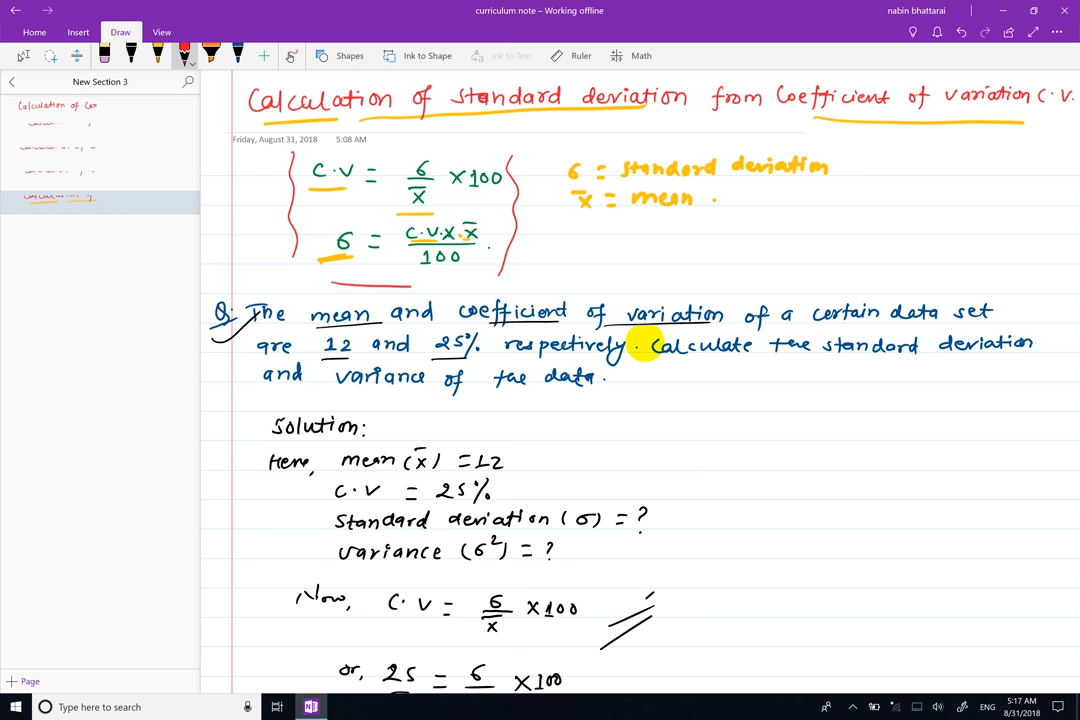 curriculum note – Working offline
nabin bhattarai
Home Insert Draw View
Shapes Ink to Shape Ink to Text Ruler Math
New Section 3
Calculation of standard deviation from Coefficient of variation C.V.
Friday, August 31, 2018 5:08 AM
C.V = σ/x̄ × 100
σ = standard deviation
x̄ = mean .
σ = C.V. × x̄ / 100 .
Q. The mean and coefficient of variation of a certain data set
are 12 and 25% respectively. Calculate the standard deviation
and variance of the data.
Solution:
Here, mean (x̄) = 12
C.V = 25%
standard deviation (σ) = ?
variance (σ²) = ?
Now, C.V = σ/x̄ × 100
or, 25 = σ × 100
Page
Type here to search
5:17 AM
8/31/2018